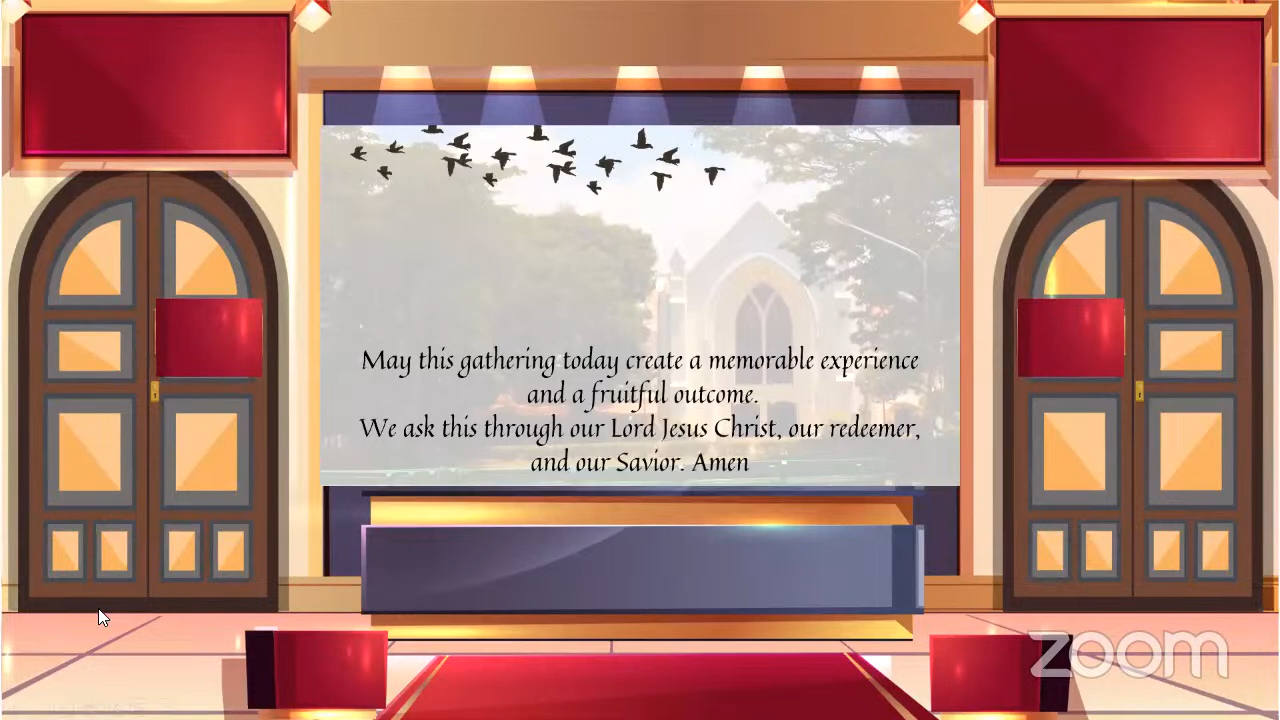 May this gathering today create a memorable experience
and a fruitful outcome.
We ask this through our Lord Jesus Christ, our redeemer,
and our Savior. Amen
zoom